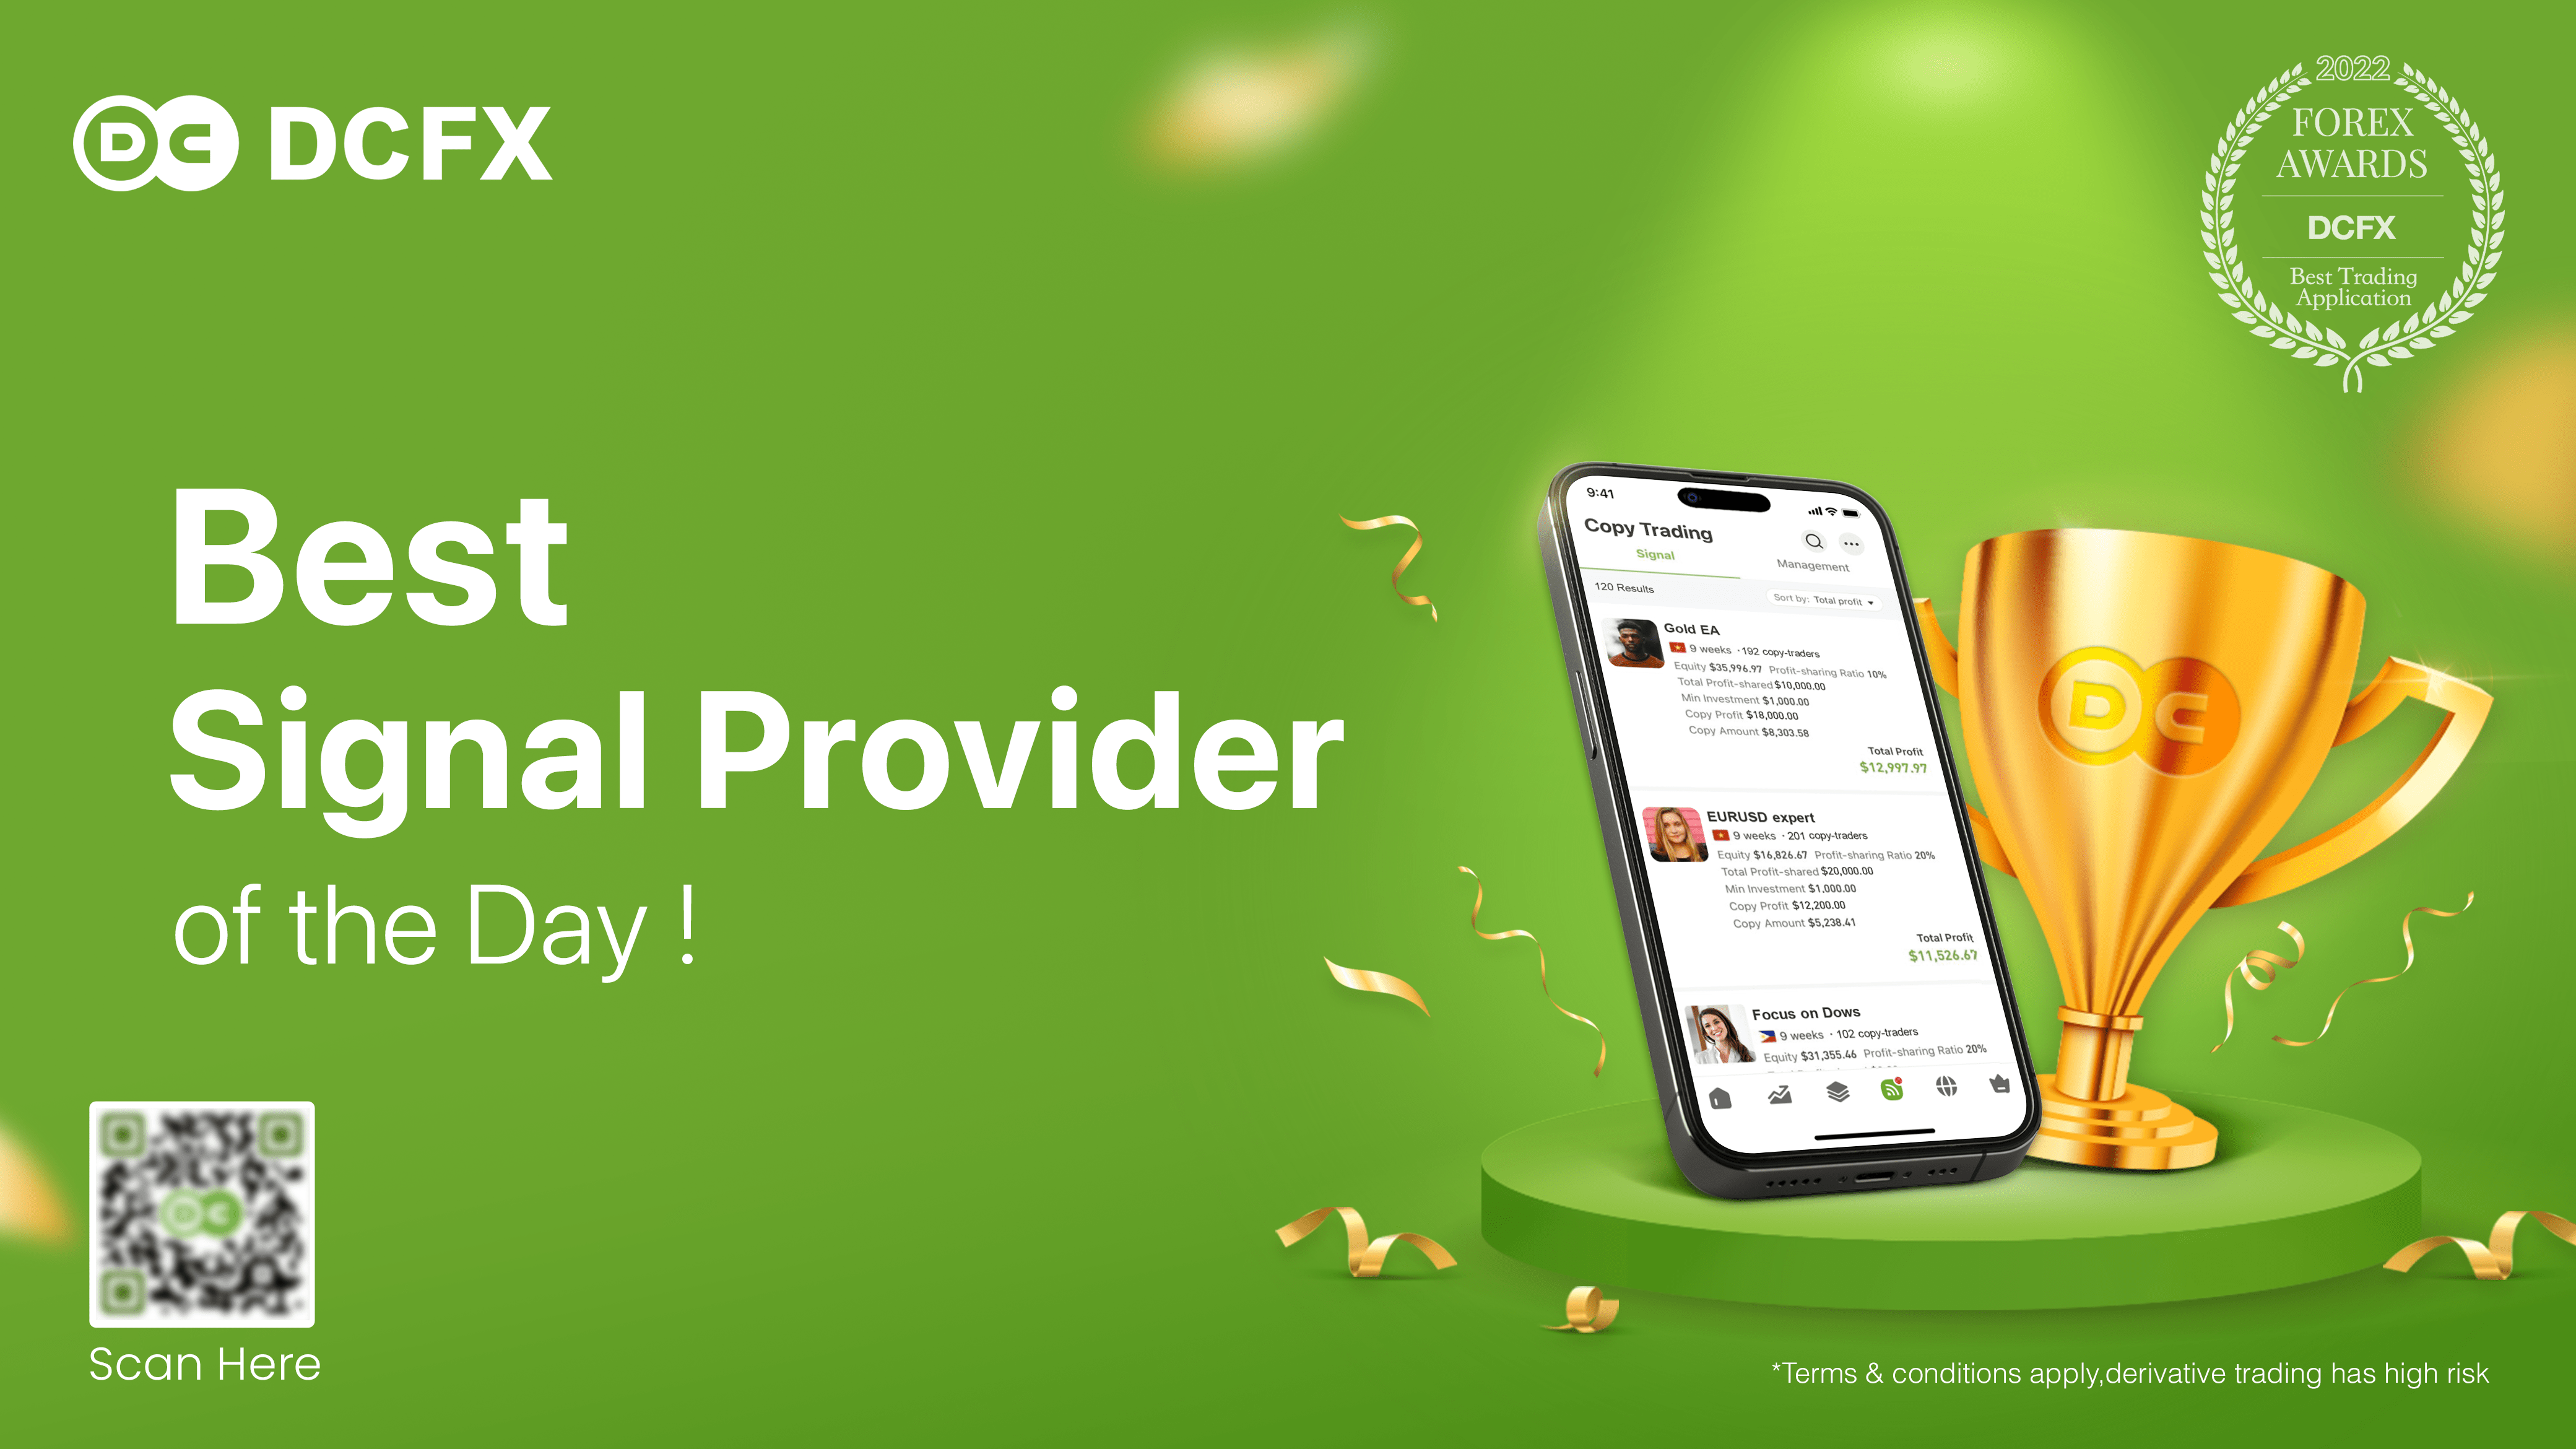 DC DCFX
2022
FOREX
AWARDS
DCFX
Best Trading
Application
Best
Signal Provider
of the Day !
9:41
Copy Trading
Signal
Management
120 Results
Sort by: Total profit
Gold EA
9 weeks · 192 copy-traders
Equity $35,996.97 Profit-sharing Ratio 10%
Total Profit-shared $10,000.00
Min Investment $1,000.00
Copy Profit $18,000.00
Copy Amount $8,303.58
Total Profit
$12,997.97
EURUSD expert
9 weeks · 201 copy-traders
Equity $16,826.67 Profit-sharing Ratio 20%
Total Profit-shared $20,000.00
Min Investment $1,000.00
Copy Profit $12,200.00
Copy Amount $5,238.41
Total Profit
$11,526.67
Focus on Dows
9 weeks · 102 copy-traders
Equity $31,355.46 Profit-sharing Ratio 20%
DC
DC
Scan Here
*Terms & conditions apply,derivative trading has high risk